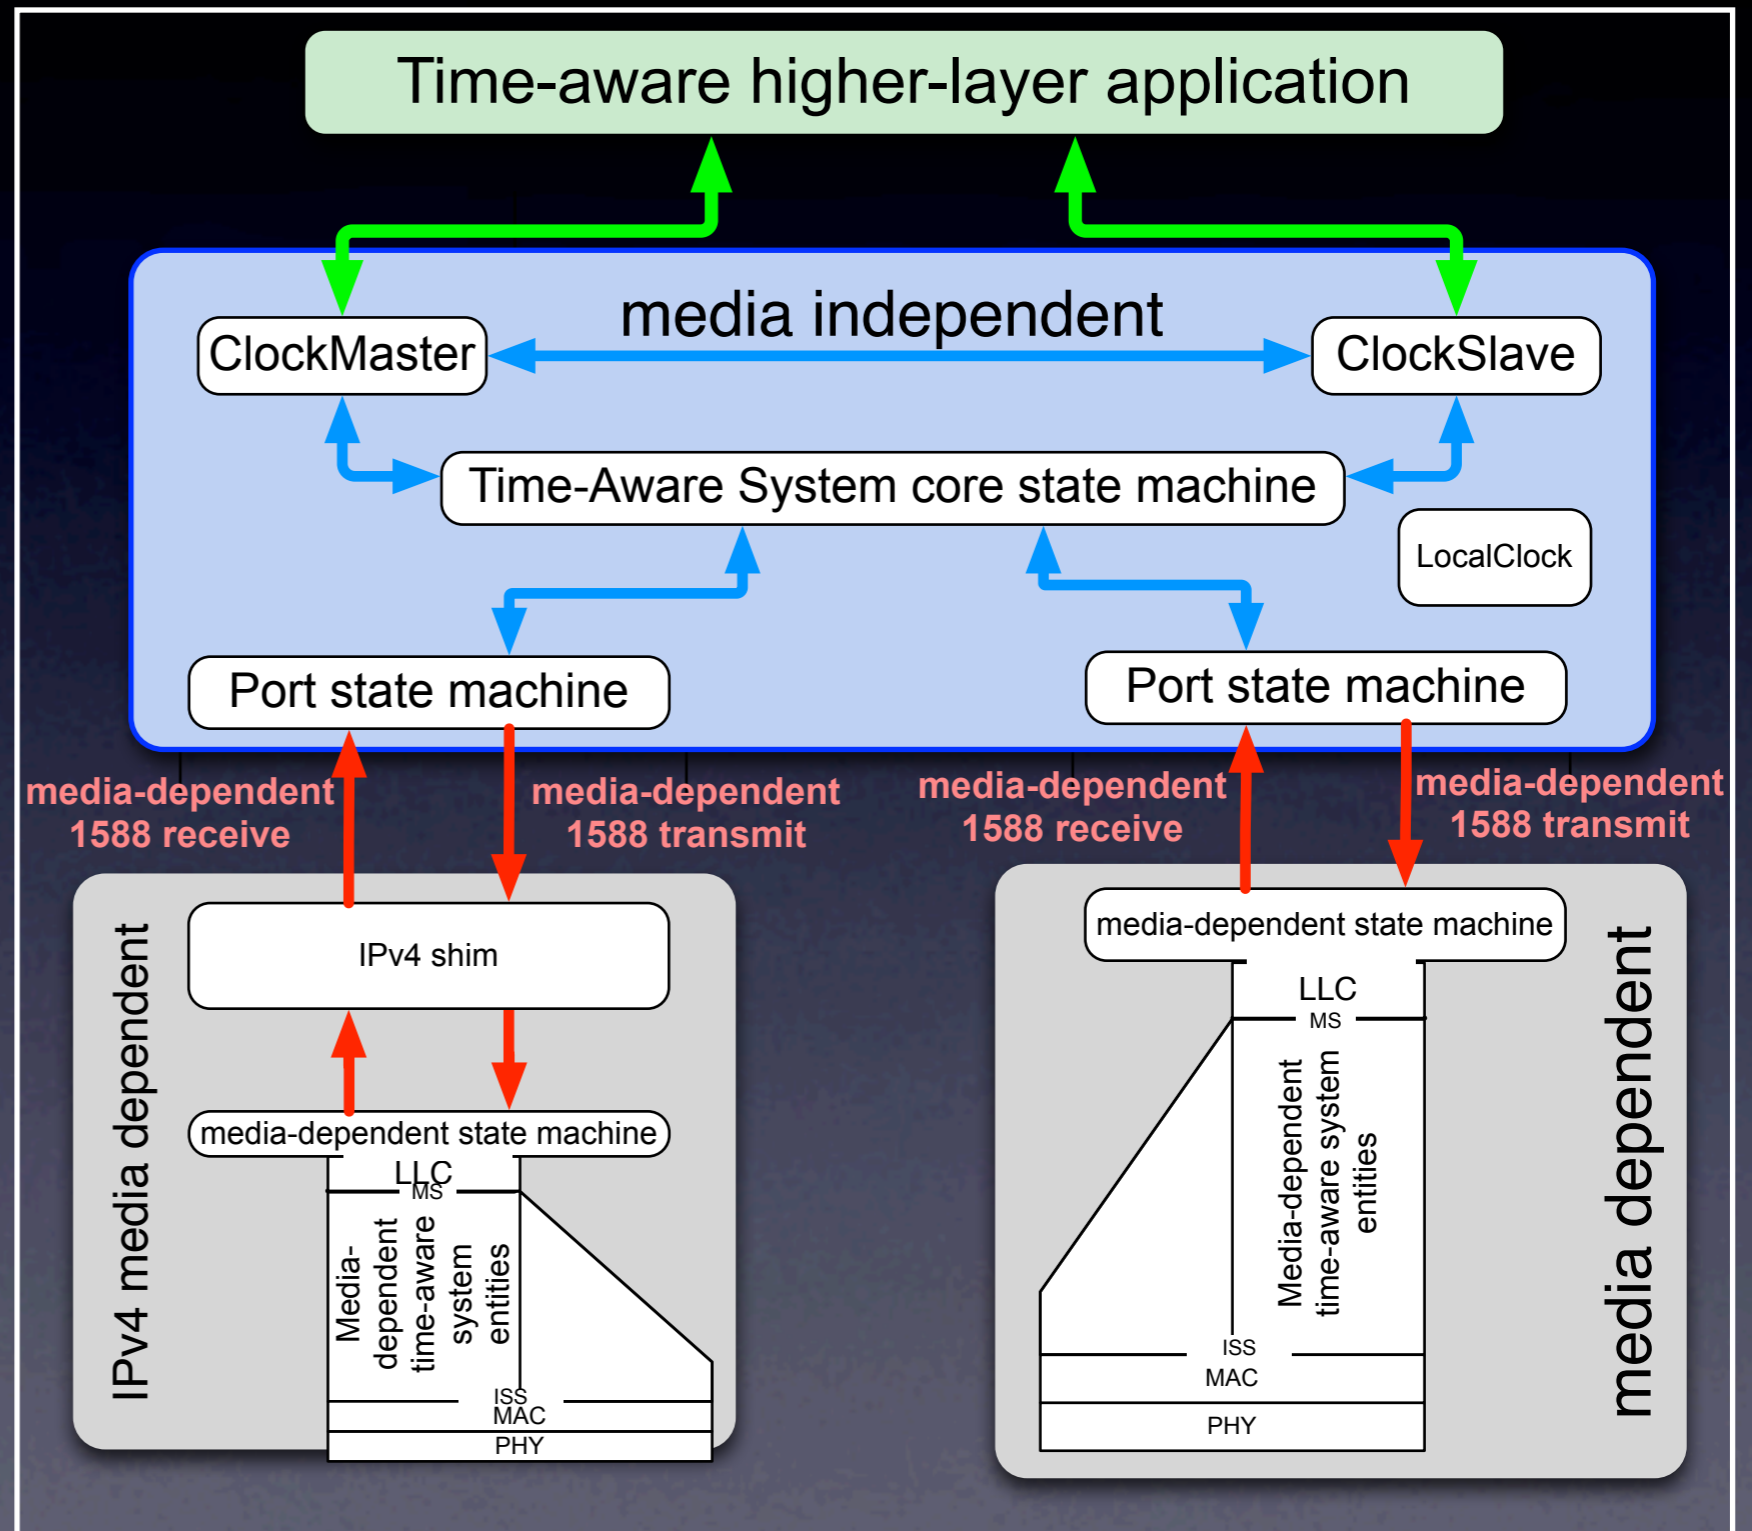 Time-aware higher-layer application
media independent
ClockMaster
ClockSlave
Time-Aware System core state machine
LocalClock
Port state machine
Port state machine
media-dependent
1588 receive
media-dependent
1588 transmit
media-dependent
1588 receive
media-dependent
1588 transmit
IPv4 media dependent
IPv4 shim
media-dependent state machine
LLC
MS
Media-
dependent
time-aware
system
entities
ISS
MAC
PHY
media-dependent state machine
LLC
MS
Media-dependent
time-aware system
entities
ISS
MAC
PHY
media dependent